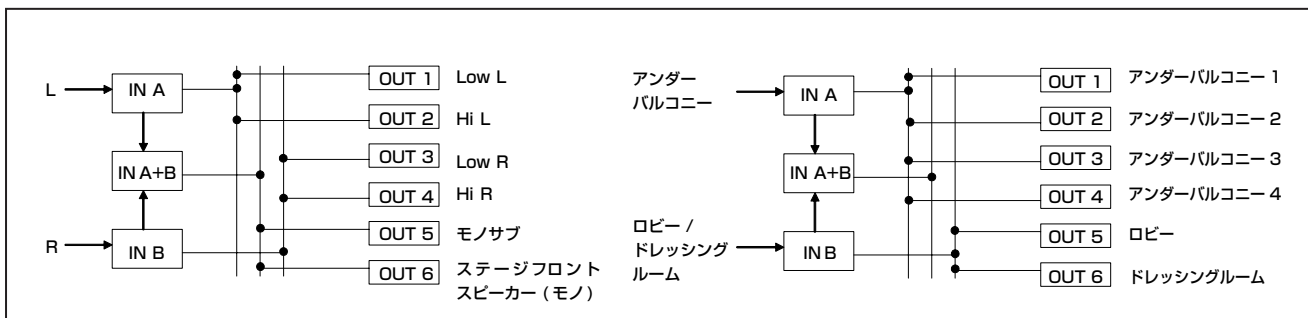 L
IN A
IN A+B
R
IN B
OUT 1 Low L
OUT 2 Hi L
OUT 3 Low R
OUT 4 Hi R
OUT 5 モノサブ
OUT 6 ステージフロント
スピーカー ( モノ )
アンダー
バルコニー
IN A
IN A+B
ロビー /
ドレッシング
ルーム
IN B
OUT 1 アンダーバルコニー 1
OUT 2 アンダーバルコニー 2
OUT 3 アンダーバルコニー 3
OUT 4 アンダーバルコニー 4
OUT 5 ロビー
OUT 6 ドレッシングルーム